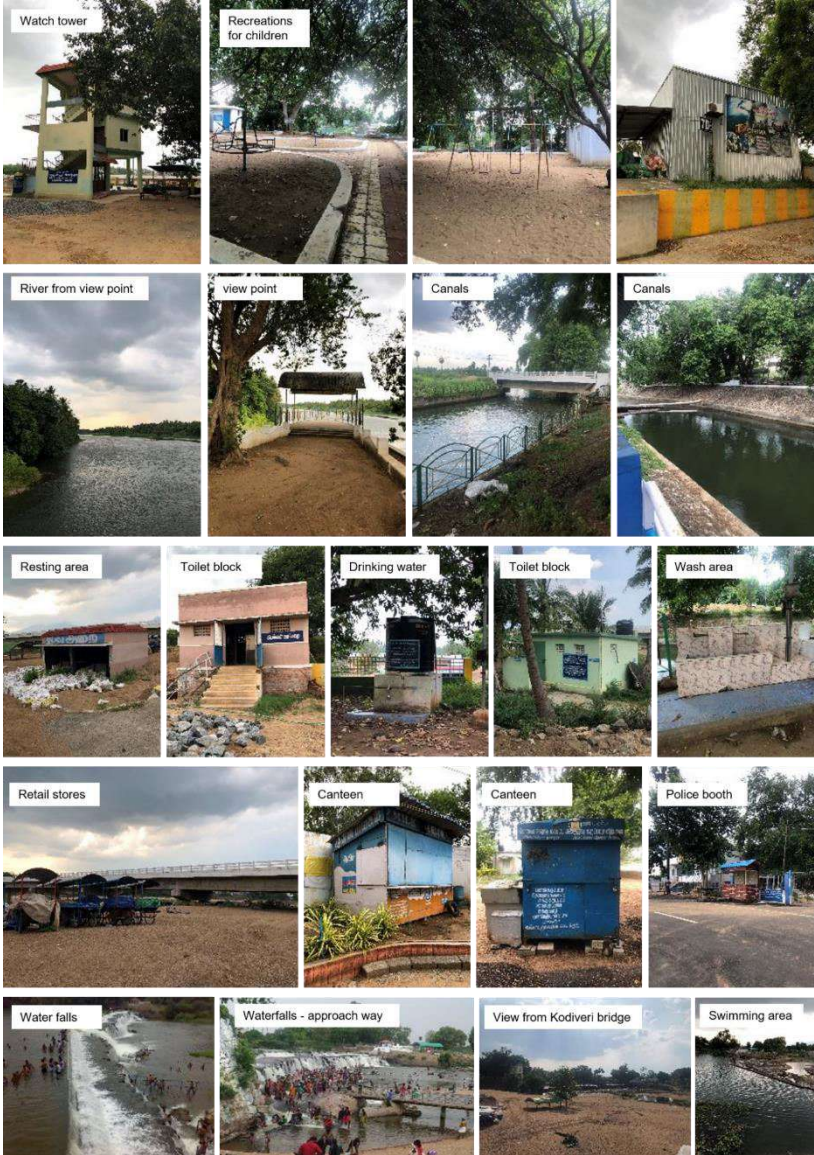 Watch tower
Recreations
for children
River from view point
view point
Canals
Canals
Resting area
Toilet block
Drinking water
Toilet block
Wash area
Retail stores
Canteen
Canteen
Police booth
Water falls
Waterfalls - approach way
View from Kodiveri bridge
Swimming area